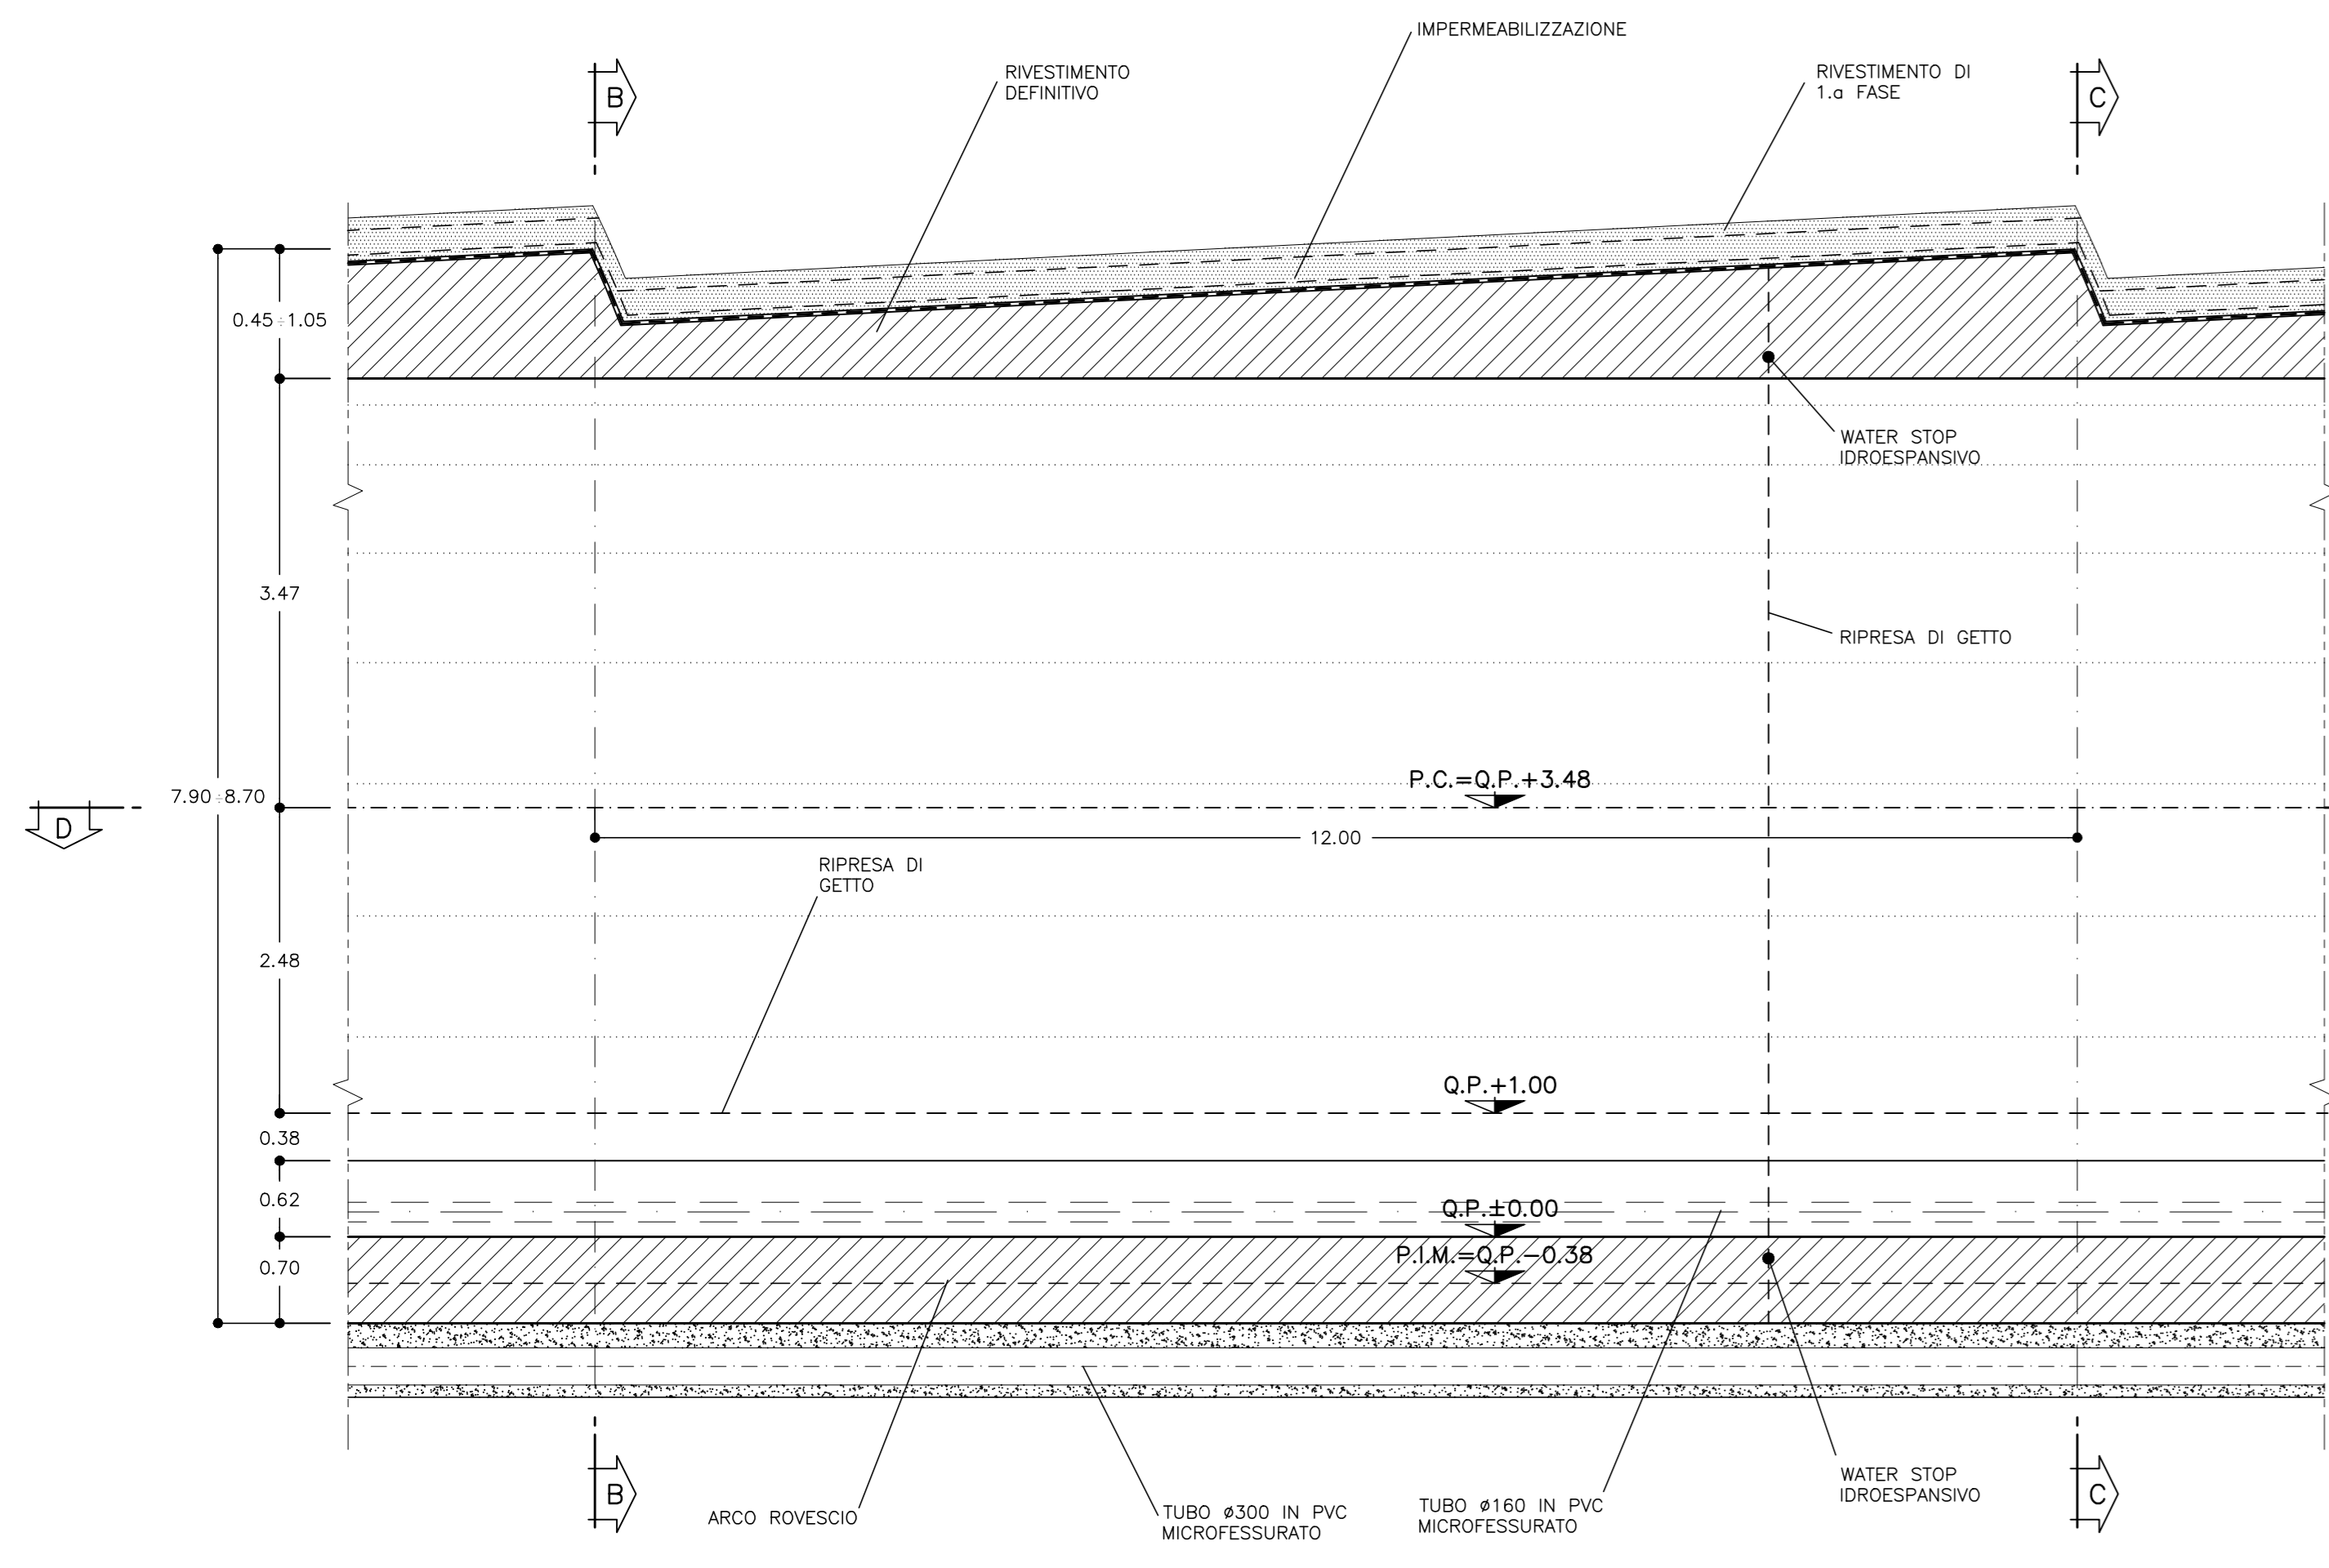 IMPERMEABILIZZAZIONE
RIVESTIMENTO
DEFINITIVO
RIVESTIMENTO DI
1.a FASE
B
C
0.45÷1.05
WATER STOP
IDROESPANSIVO
3.47
RIPRESA DI GETTO
P.C.=Q.P.+3.48
7.90÷8.70
D
12.00
RIPRESA DI
GETTO
2.48
Q.P.+1.00
0.38
0.62
Q.P.±0.00
P.I.M.=Q.P.-0.38
0.70
B
C
ARCO ROVESCIO
TUBO ø300 IN PVC
MICROFESSURATO
TUBO ø160 IN PVC
MICROFESSURATO
WATER STOP
IDROESPANSIVO